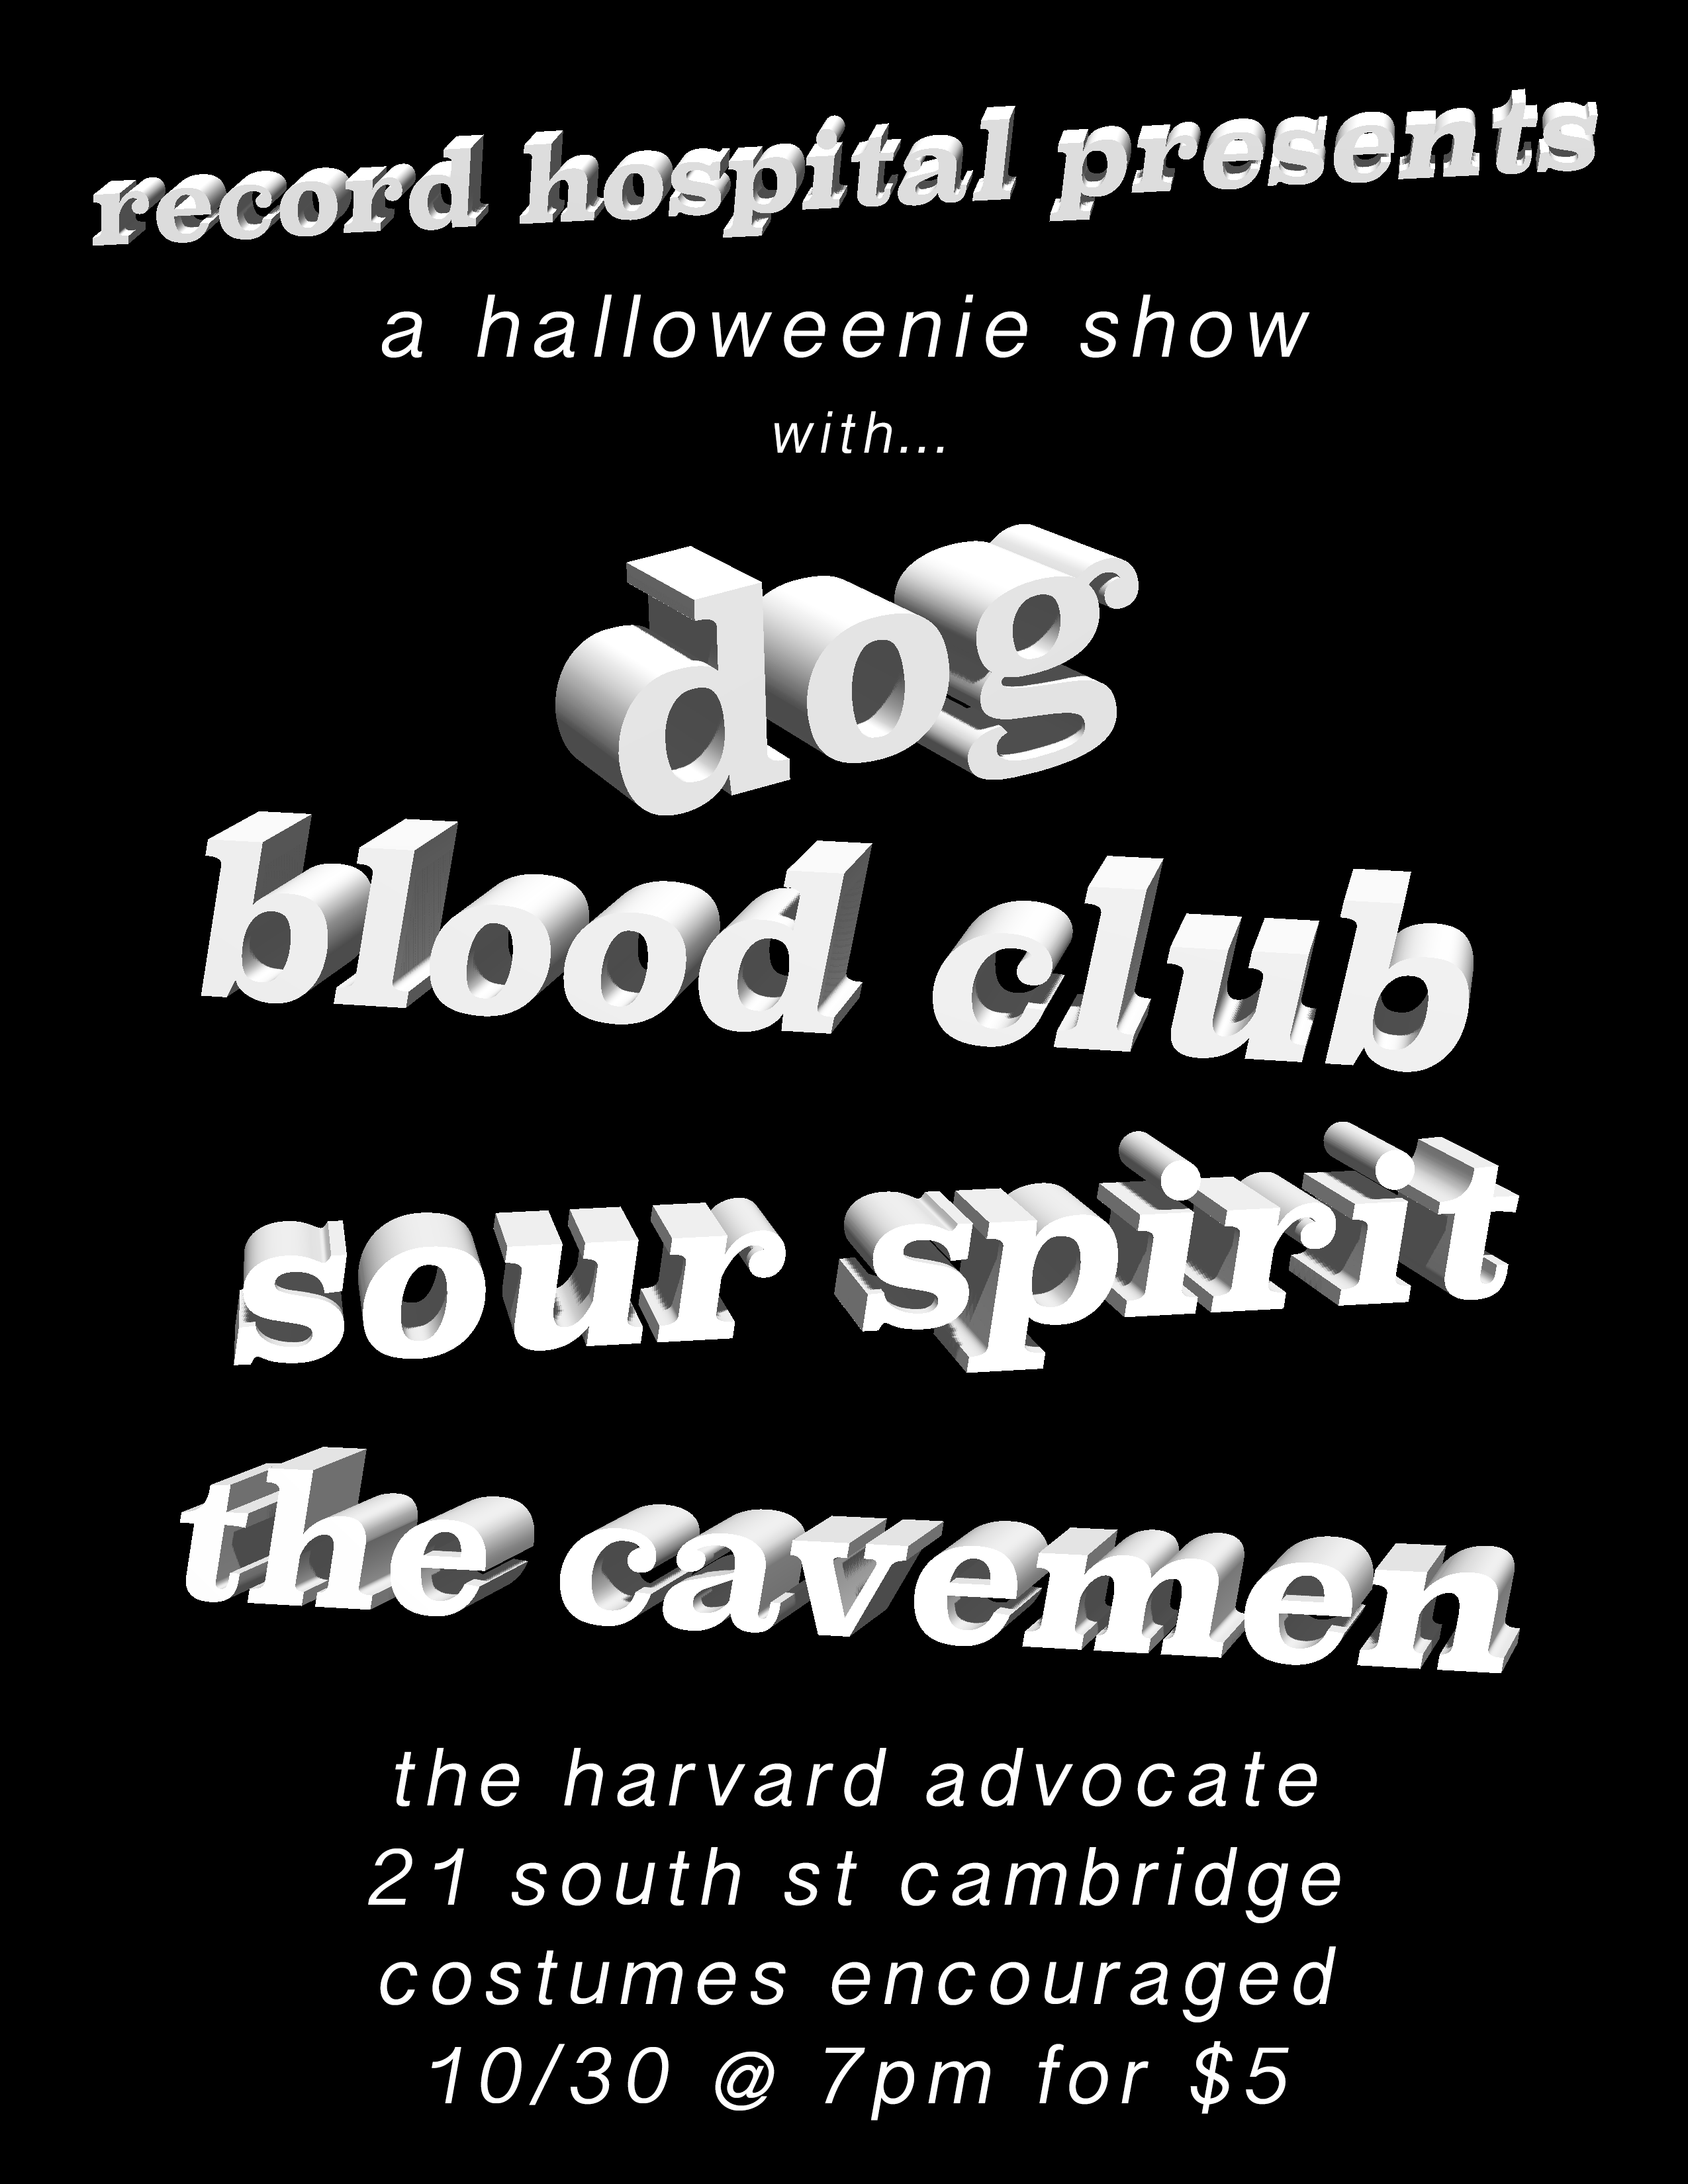 record hospital presents
a halloweenie show
with...
dog
blood club
sour spirit
the cavemen
the harvard advocate
21 south st cambridge
costumes encouraged
10/30 @ 7pm for $5